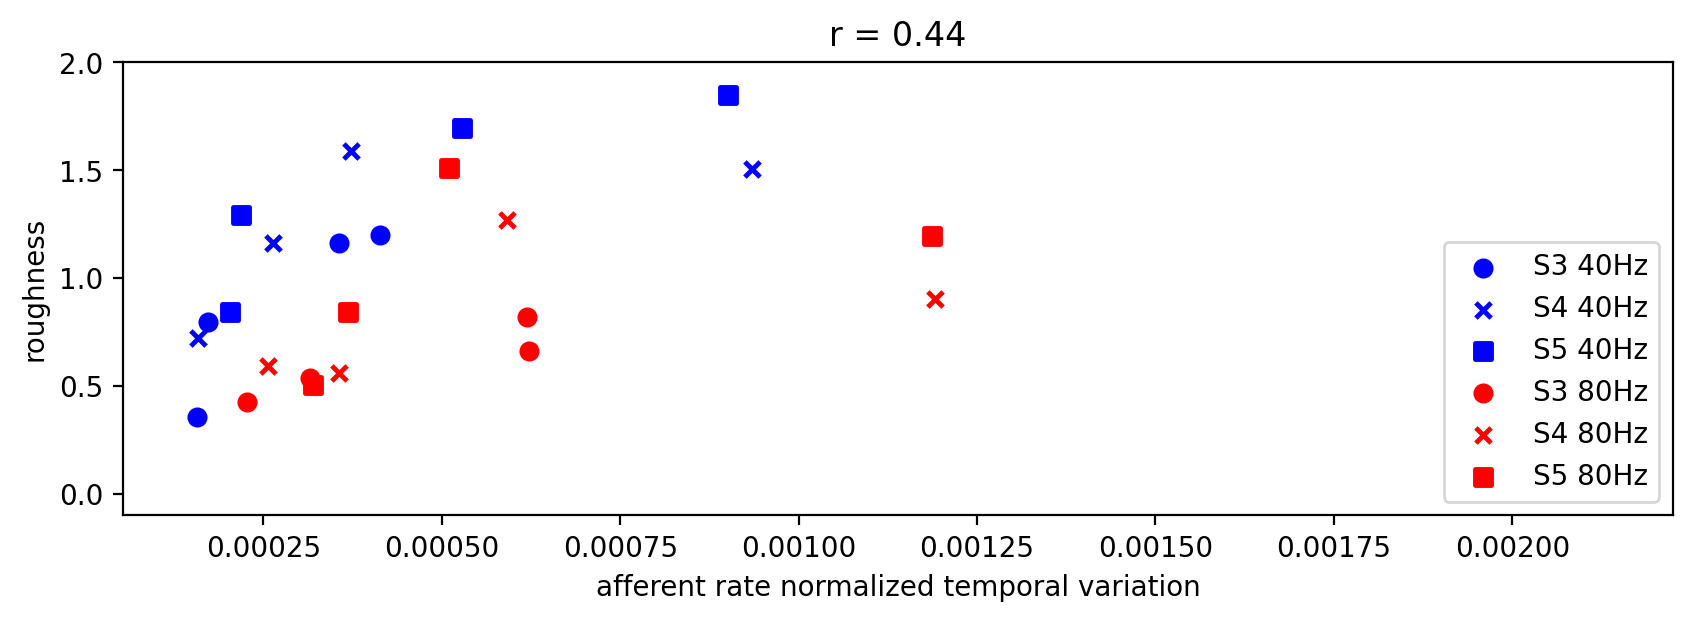 r = 0.44
2.0
1.5
1.0
0.5
0.0
roughness
S3 40Hz
S4 40Hz
S5 40Hz
S3 80Hz
S4 80Hz
S5 80Hz
0.00025 0.00050 0.00075 0.00100 0.00125 0.00150 0.00175 0.00200
afferent rate normalized temporal variation